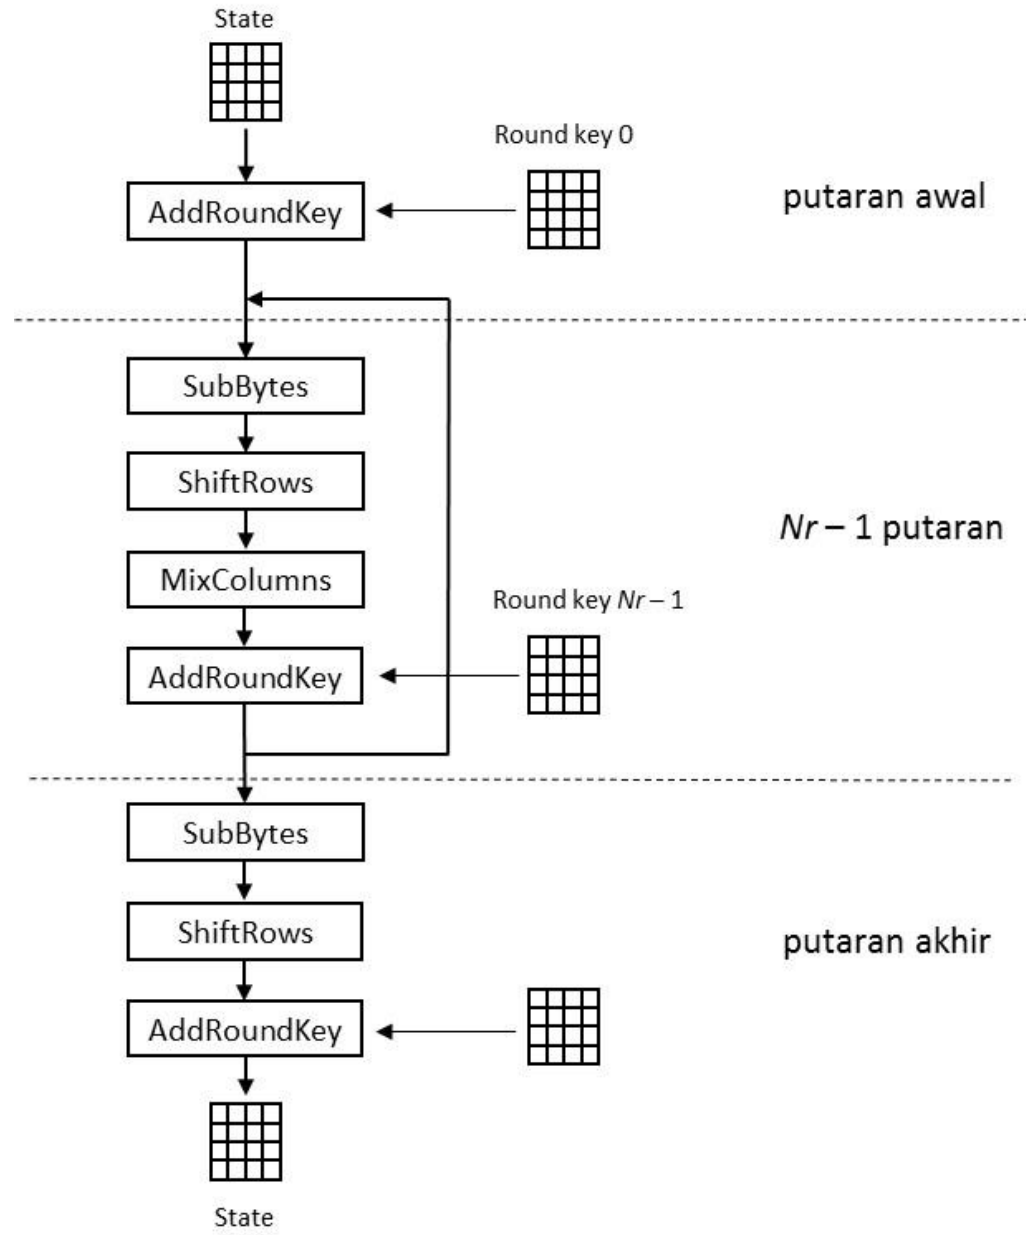 State
Round key 0
AddRoundKey
putaran awal
SubBytes
ShiftRows
Nr – 1 putaran
MixColumns
Round key Nr – 1
AddRoundKey
SubBytes
ShiftRows
putaran akhir
AddRoundKey
State